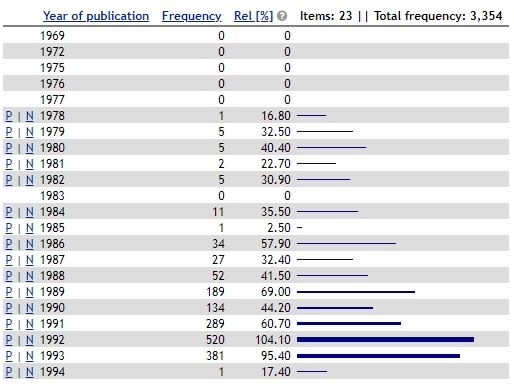 Year of publication Frequency Rel [%] ? Items: 23 || Total frequency: 3,354
1969 0 0
1972 0 0
1975 0 0
1976 0 0
1977 0 0
P | N 1978 1 16.80
P | N 1979 5 32.50
P | N 1980 5 40.40
P | N 1981 2 22.70
P | N 1982 5 30.90
1983 0 0
P | N 1984 11 35.50
P | N 1985 1 2.50
P | N 1986 34 57.90
P | N 1987 27 32.40
P | N 1988 52 41.50
P | N 1989 189 69.00
P | N 1990 134 44.20
P | N 1991 289 60.70
P | N 1992 520 104.10
P | N 1993 381 95.40
P | N 1994 1 17.40